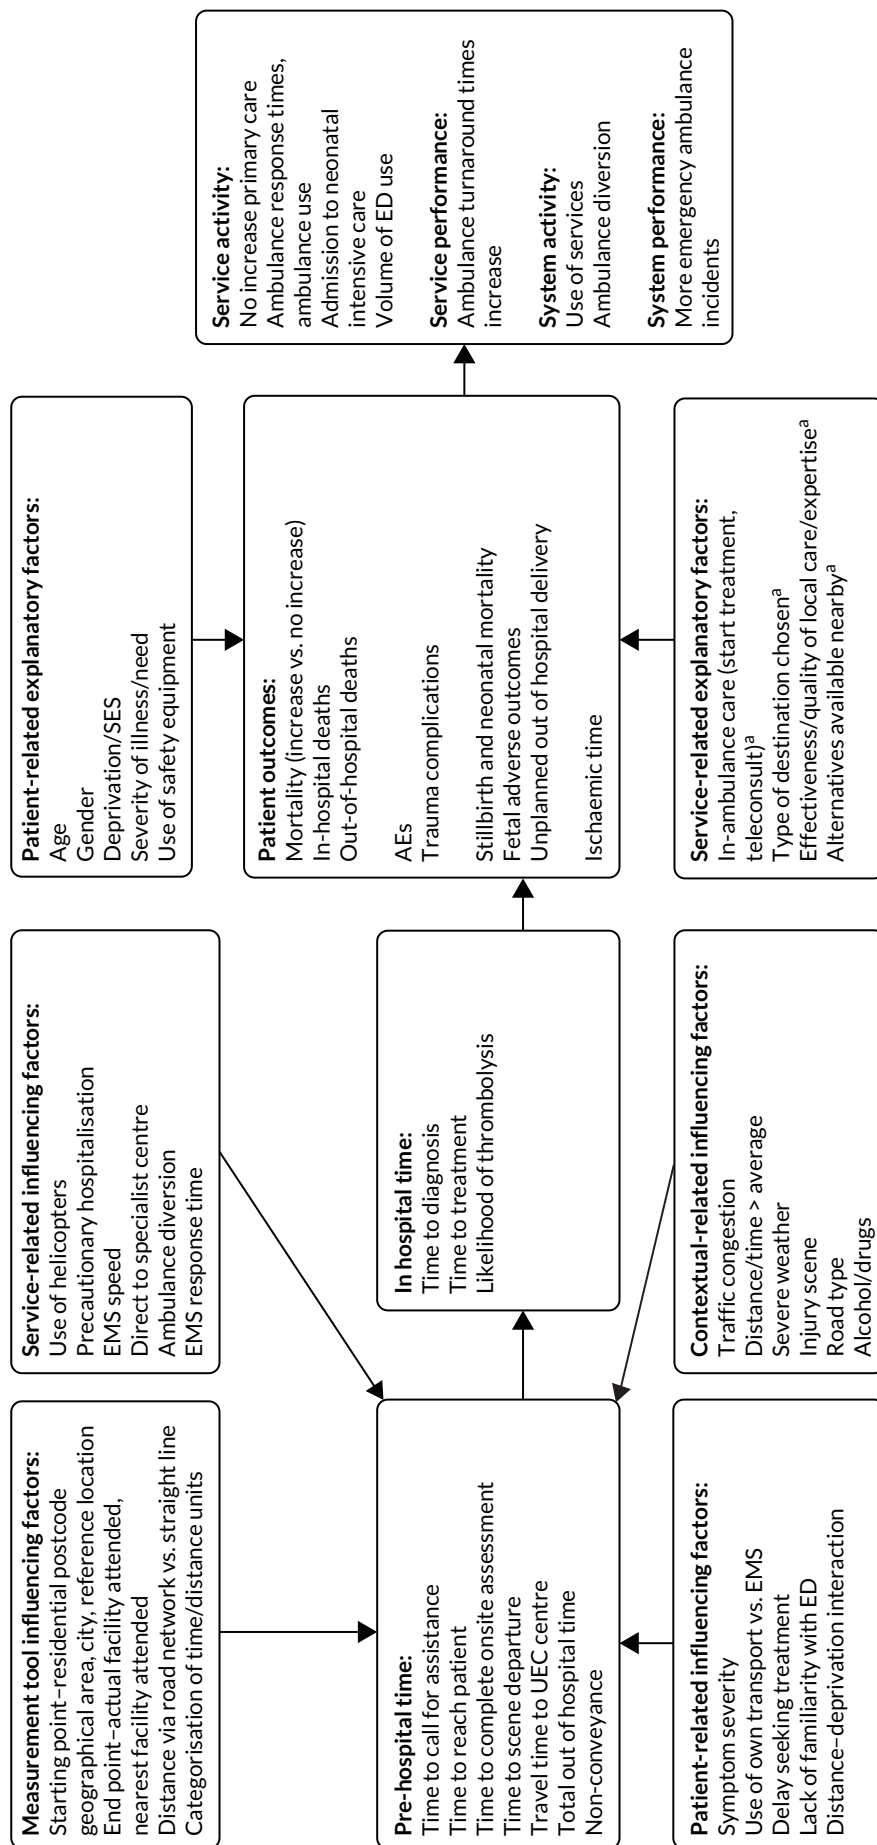 Measurement tool influencing factors:
Starting point–residential postcode
geographical area, city, reference location
End point–actual facility attended,
nearest facility attended
Distance via road network vs. straight line
Categorisation of time/distance units
Service-related influencing factors:
Use of helicopters
Precautionary hospitalisation
EMS speed
Direct to specialist centre
Ambulance diversion
EMS response time
Patient-related explanatory factors:
Age
Gender
Deprivation/SES
Severity of illness/need
Use of safety equipment
Pre-hospital time:
Time to call for assistance
Time to reach patient
Time to complete onsite assessment
Time to scene departure
Travel time to UEC centre
Total out of hospital time
Non-conveyance
In hospital time:
Time to diagnosis
Time to treatment
Likelihood of thrombolysis
Patient outcomes:
Mortality (increase vs. no increase)
In-hospital deaths
Out-of-hospital deaths
AEs
Trauma complications
Stillbirth and neonatal mortality
Fetal adverse outcomes
Unplanned out of hospital delivery
Ischaemic time
Service activity:
No increase primary care
Ambulance response times,
ambulance use
Admission to neonatal
intensive care
Volume of ED use
Service performance:
Ambulance turnaround times
increase
System activity:
Use of services
Ambulance diversion
System performance:
More emergency ambulance
incidents
Patient-related influencing factors:
Symptom severity
Use of own transport vs. EMS
Delay seeking treatment
Lack of familiarity with ED
Distance–deprivation interaction
Contextual-related influencing factors:
Traffic congestion
Distance/time > average
Severe weather
Injury scene
Road type
Alcohol/drugs
Service-related explanatory factors:
In-ambulance care (start treatment,
teleconsult)ᵃ
Type of destination chosenᵃ
Effectiveness/quality of local care/expertiseᵃ
Alternatives available nearbyᵃ